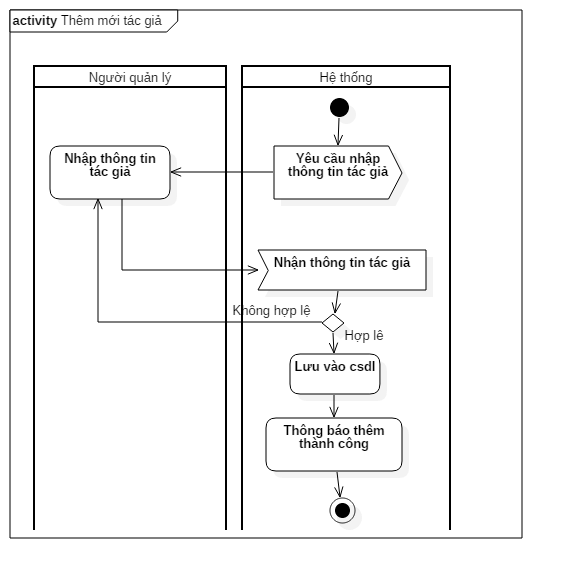 activity Thêm mới tác giả
Người quản lý
Hệ thống
Nhập thông tin
tác giả
Yêu cầu nhập
thông tin tác giả
Nhận thông tin tác giả
Không hợp lệ
Hợp lê
Lưu vào csdl
Thông báo thêm
thành công